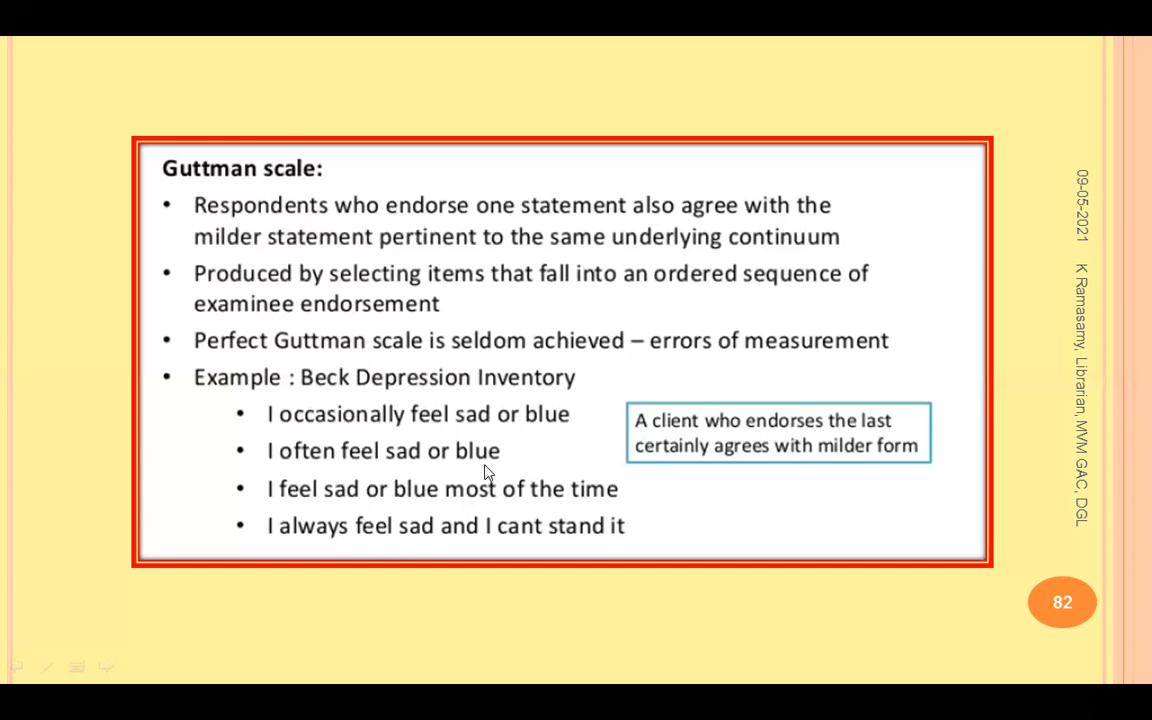 Guttman scale:
• Respondents who endorse one statement also agree with the
milder statement pertinent to the same underlying continuum
• Produced by selecting items that fall into an ordered sequence of
examinee endorsement
• Perfect Guttman scale is seldom achieved – errors of measurement
• Example : Beck Depression Inventory
• I occasionally feel sad or blue
• I often feel sad or blue
• I feel sad or blue most of the time
• I always feel sad and I cant stand it
A client who endorses the last
certainly agrees with milder form
09-05-2021 K Ramasamy, Librarian, MVM GAC, DGL
82